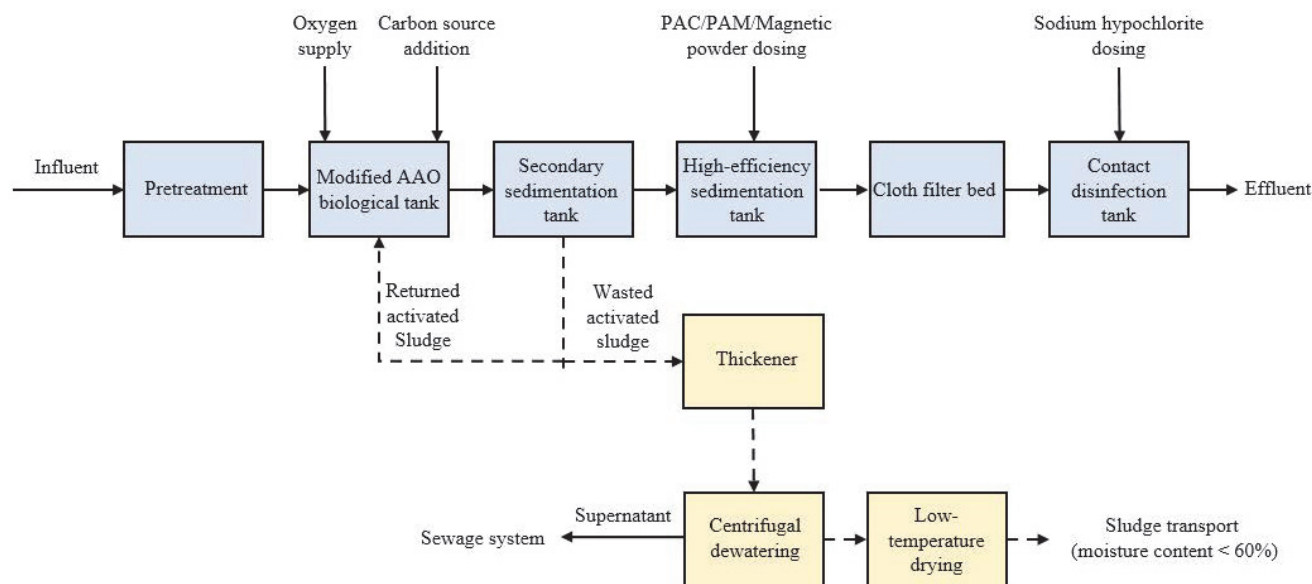 Oxygen
supply
Carbon source
addition
PAC/PAM/Magnetic
powder dosing
Sodium hypochlorite
dosing
Influent
Pretreatment
Modified AAO
biological tank
Secondary
sedimentation
tank
High-efficiency
sedimentation
tank
Cloth filter bed
Contact
disinfection
tank
Effluent
Returned
activated
Sludge
Wasted
activated
sludge
Thickener
Sewage system
Supernatant
Centrifugal
dewatering
Low-
temperature
drying
Sludge transport
(moisture content < 60%)